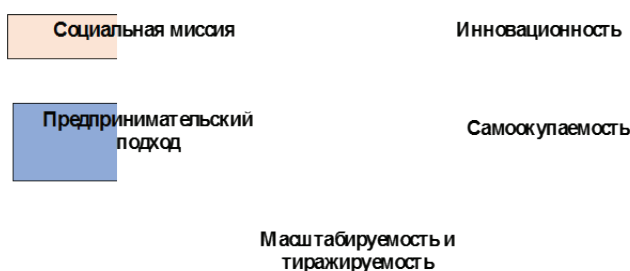 Социальная миссия
Инновационность
Предпринимательский
подход
Самоокупаемость
Масштабируемость и
тиражируемость